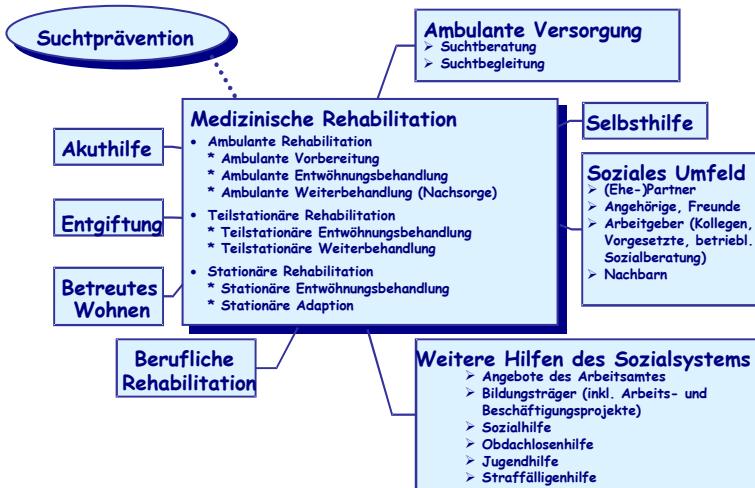 Suchtprävention
Ambulante Versorgung
➢ Suchtberatung
➢ Suchtbegleitung
Medizinische Rehabilitation
• Ambulante Rehabilitation
* Ambulante Vorbereitung
* Ambulante Entwöhnungsbehandlung
* Ambulante Weiterbehandlung (Nachsorge)
• Teilstationäre Rehabilitation
* Teilstationäre Entwöhnungsbehandlung
* Teilstationäre Weiterbehandlung
• Stationäre Rehabilitation
* Stationäre Entwöhnungsbehandlung
* Stationäre Adaption
Akuthilfe
Entgiftung
Betreutes
Wohnen
Berufliche
Rehabilitation
Selbsthilfe
Soziales Umfeld
➢ (Ehe-)Partner
➢ Angehörige, Freunde
➢ Arbeitgeber (Kollegen,
Vorgesetzte, betriebl.
Sozialberatung)
➢ Nachbarn
Weitere Hilfen des Sozialsystems
➢ Angebote des Arbeitsamtes
➢ Bildungsträger (inkl. Arbeits- und
Beschäftigungsprojekte)
➢ Sozialhilfe
➢ Obdachlosenhilfe
➢ Jugendhilfe
➢ Straffälligenhilfe